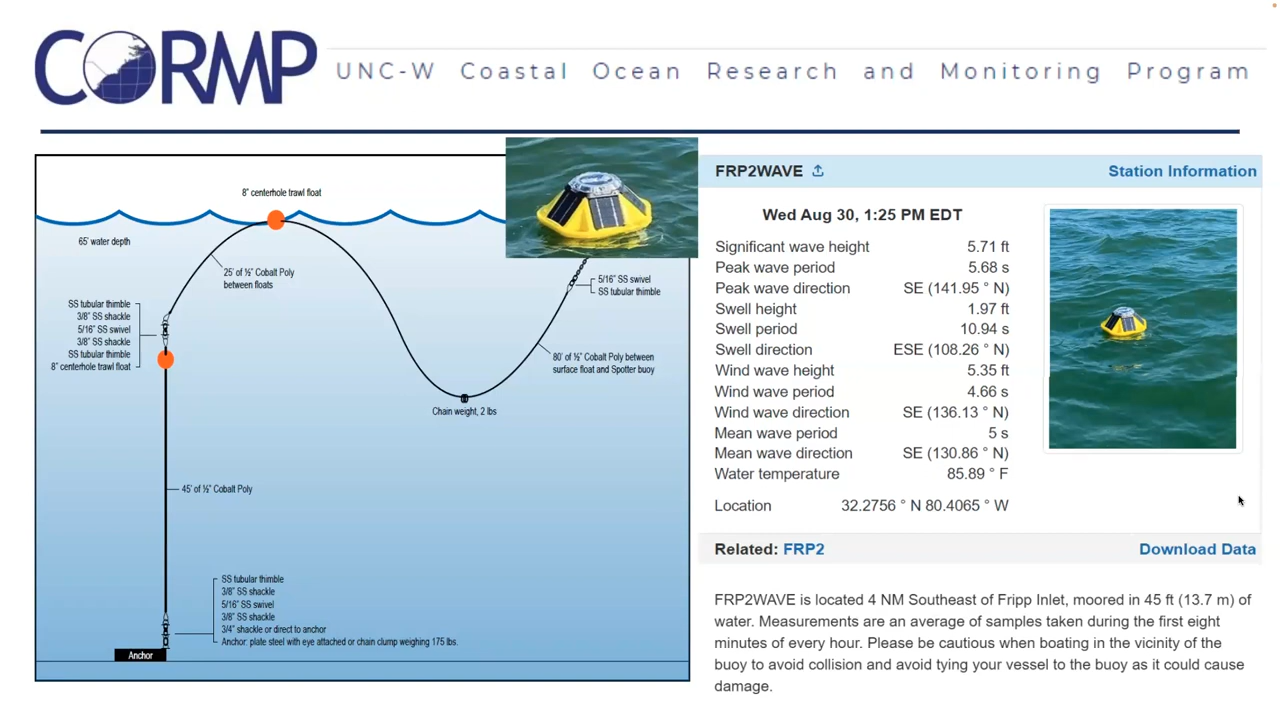 CORMP
UNC-W Coastal Ocean Research and Monitoring Program
8" centerhole trawl float
65' water depth
25' of ½" Cobalt Poly
between floats
SS tubular thimble
3/8" SS shackle
5/16" SS swivel
3/8" SS shackle
SS tubular thimble
8" centerhole trawl float
5/16" SS swivel
SS tubular thimble
80' of ½" Cobalt Poly between
surface float and Spotter buoy
Chain weight, 2 lbs
45' of ½" Cobalt Poly
SS tubular thimble
3/8" SS shackle
5/16" SS swivel
3/8" SS shackle
3/4" shackle or direct to anchor
Anchor: plate steel with eye attached or chain clump weighing 175 lbs.
Anchor
FRP2WAVE Station Information
Wed Aug 30, 1:25 PM EDT
Significant wave height 5.71 ft
Peak wave period 5.68 s
Peak wave direction SE (141.95 ° N)
Swell height 1.97 ft
Swell period 10.94 s
Swell direction ESE (108.26 ° N)
Wind wave height 5.35 ft
Wind wave period 4.66 s
Wind wave direction SE (136.13 ° N)
Mean wave period 5 s
Mean wave direction SE (130.86 ° N)
Water temperature 85.89 ° F
Location 32.2756 ° N 80.4065 ° W
Related: FRP2 Download Data
FRP2WAVE is located 4 NM Southeast of Fripp Inlet, moored in 45 ft (13.7 m) of
water. Measurements are an average of samples taken during the first eight
minutes of every hour. Please be cautious when boating in the vicinity of the
buoy to avoid collision and avoid tying your vessel to the buoy as it could cause
damage.